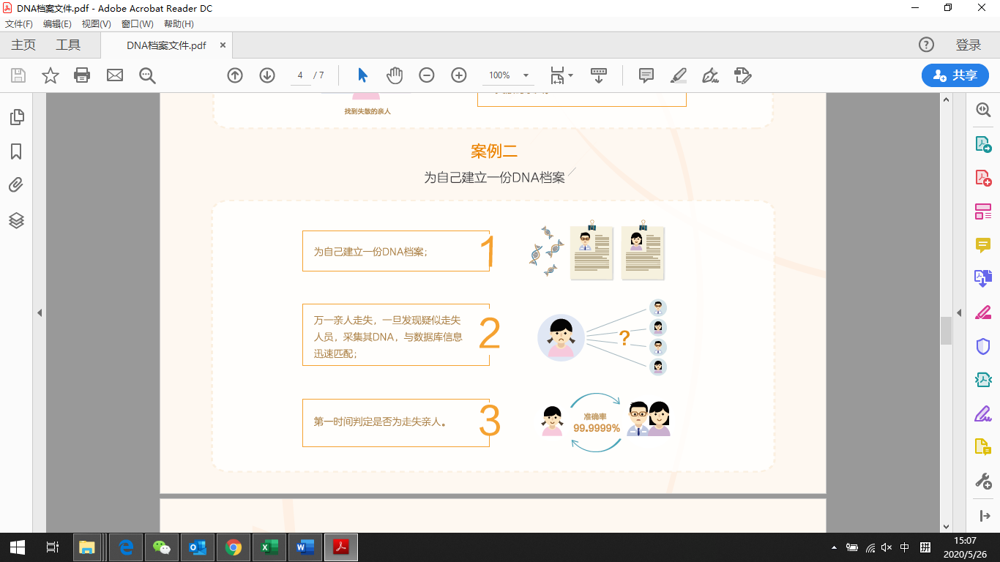 DNA档案文件.pdf - Adobe Acrobat Reader DC
文件(F) 编辑(E) 视图(V) 窗口(W) 帮助(H)
主页 工具 DNA档案文件.pdf × 登录
4 / 7 100% 共享
找到失散的亲人
案例二
为自己建立一份DNA档案
为自己建立一份DNA档案;
1
万一亲人走失，一旦发现疑似走失
人员，采集其DNA，与数据库信息
迅速匹配;
2
?
第一时间判定是否为走失亲人。
3
准确率
99.9999%
中 拼
15:07
2020/5/26